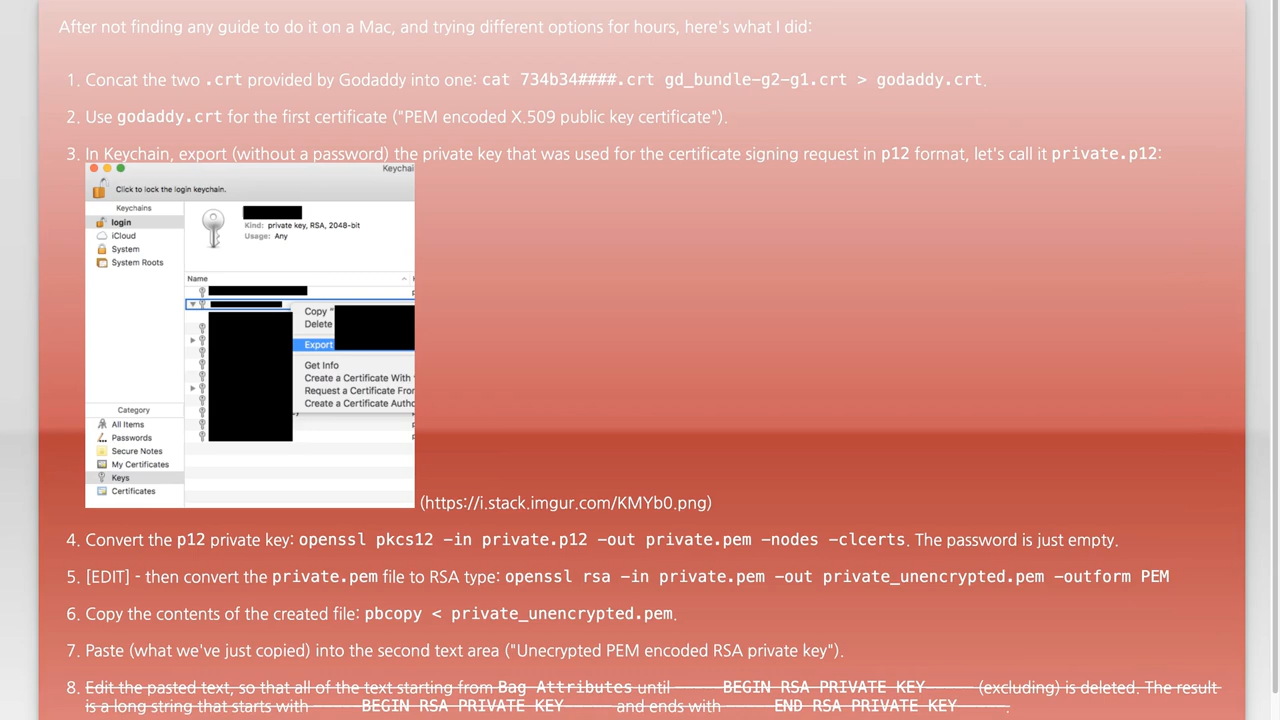 After not finding any guide to do it on a Mac, and trying different options for hours, here's what I did:
1. Concat the two .crt provided by Godaddy into one: cat 734b34####.crt gd_bundle-g2-g1.crt > godaddy.crt.
2. Use godaddy.crt for the first certificate ("PEM encoded X.509 public key certificate").
3. In Keychain, export (without a password) the private key that was used for the certificate signing request in p12 format, let's call it private.p12:
Keychai
Click to lock the login keychain.
Keychains
login
iCloud
System
System Roots
Kind: private key, RSA, 2048-bit
Usage: Any
Name
Copy "
Delete
Export
Get Info
Create a Certificate With
Request a Certificate Fro
Create a Certificate Autho
Category
All Items
Passwords
Secure Notes
My Certificates
Keys
Certificates
(https://i.stack.imgur.com/KMYb0.png)
4. Convert the p12 private key: openssl pkcs12 -in private.p12 -out private.pem -nodes -clcerts. The password is just empty.
5. [EDIT] - then convert the private.pem file to RSA type: openssl rsa -in private.pem -out private_unencrypted.pem -outform PEM
6. Copy the contents of the created file: pbcopy < private_unencrypted.pem.
7. Paste (what we've just copied) into the second text area ("Unecrypted PEM encoded RSA private key").
8. Edit the pasted text, so that all of the text starting from Bag Attributes until -----BEGIN RSA PRIVATE KEY----- (excluding) is deleted. The result
is a long string that starts with -----BEGIN RSA PRIVATE KEY----- and ends with -----END RSA PRIVATE KEY-----.